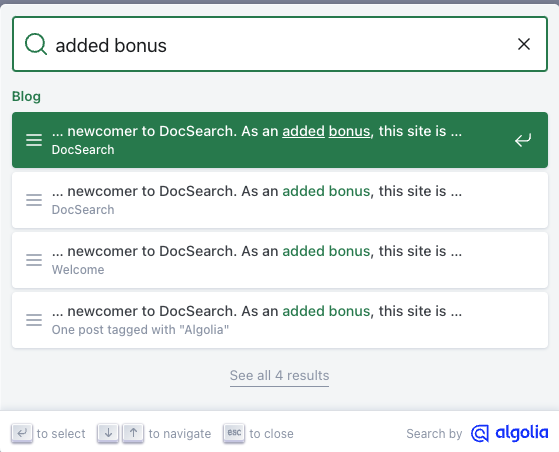 added bonus
Blog
... newcomer to DocSearch. As an added bonus, this site is ...
DocSearch
... newcomer to DocSearch. As an added bonus, this site is ...
DocSearch
... newcomer to DocSearch. As an added bonus, this site is ...
Welcome
... newcomer to DocSearch. As an added bonus, this site is ...
One post tagged with "Algolia"
See all 4 results
to select to navigate esc to close Search by algolia